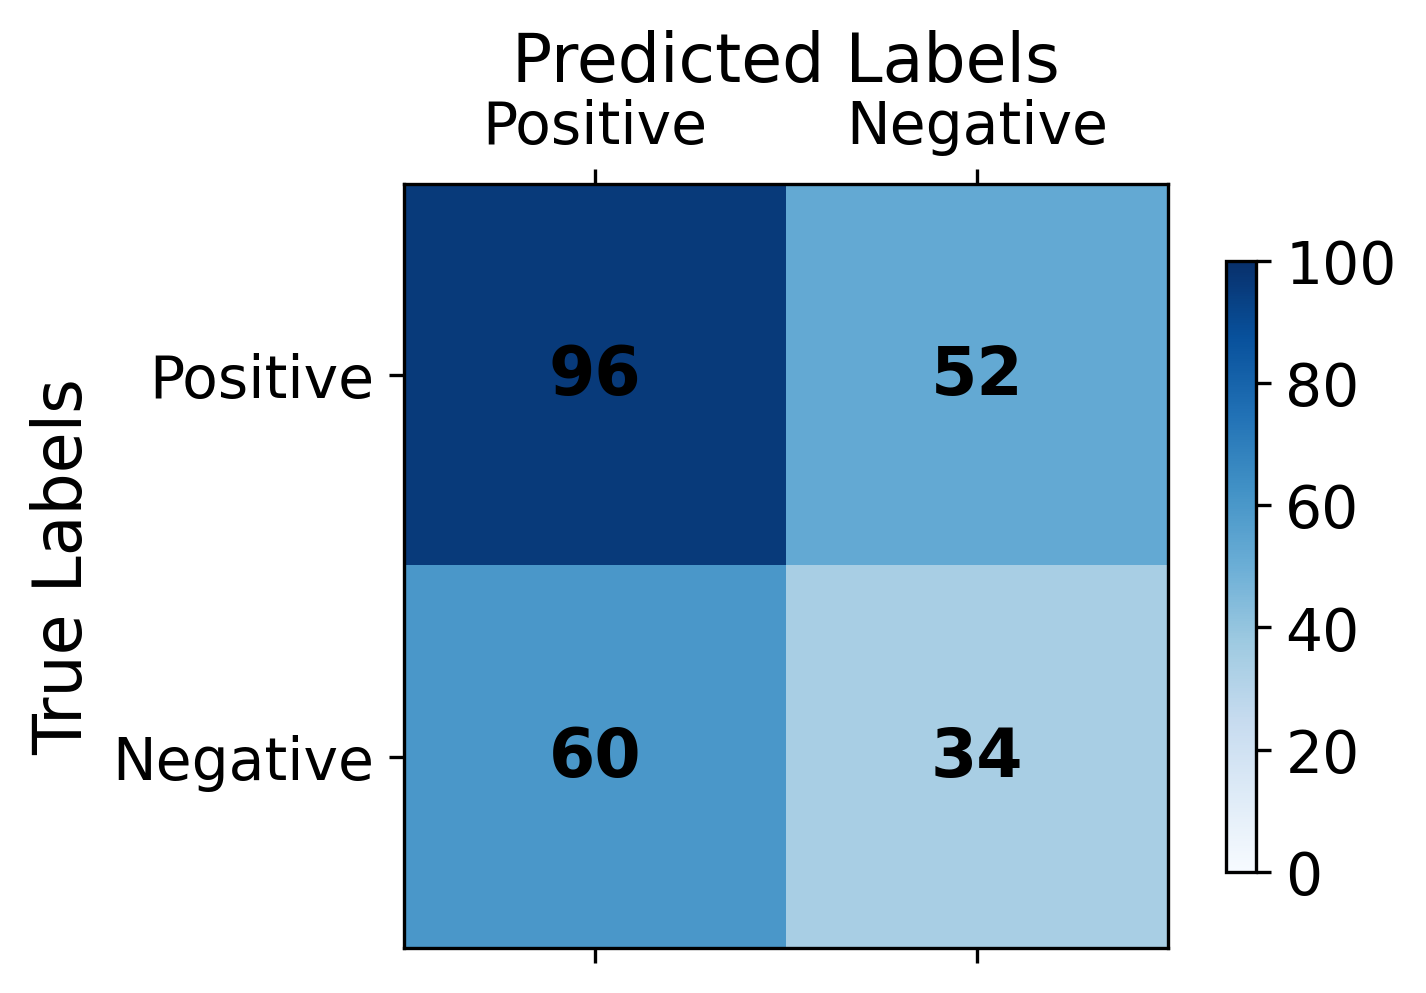 Predicted Labels
Positive Negative
True Labels
Positive 96 52
Negative 60 34
100
80
60
40
20
0